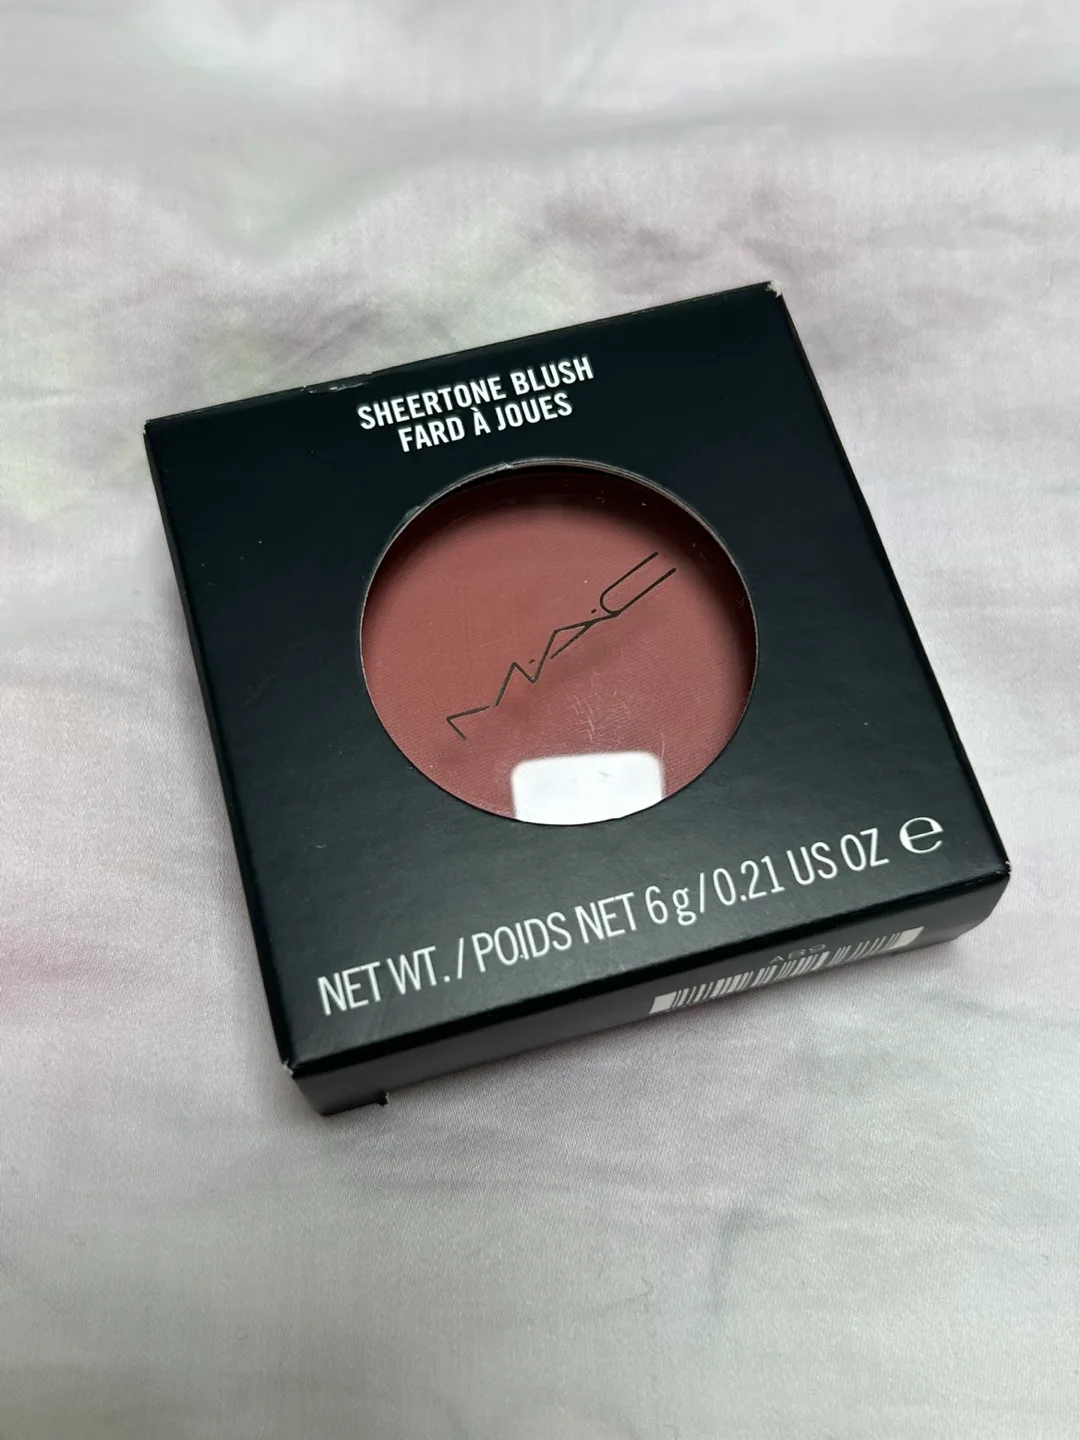 SHEERTONE BLUSH
FARD À JOUES
M·A·C
NET WT. / POIDS NET 6 g/0.21 US OZ ℮